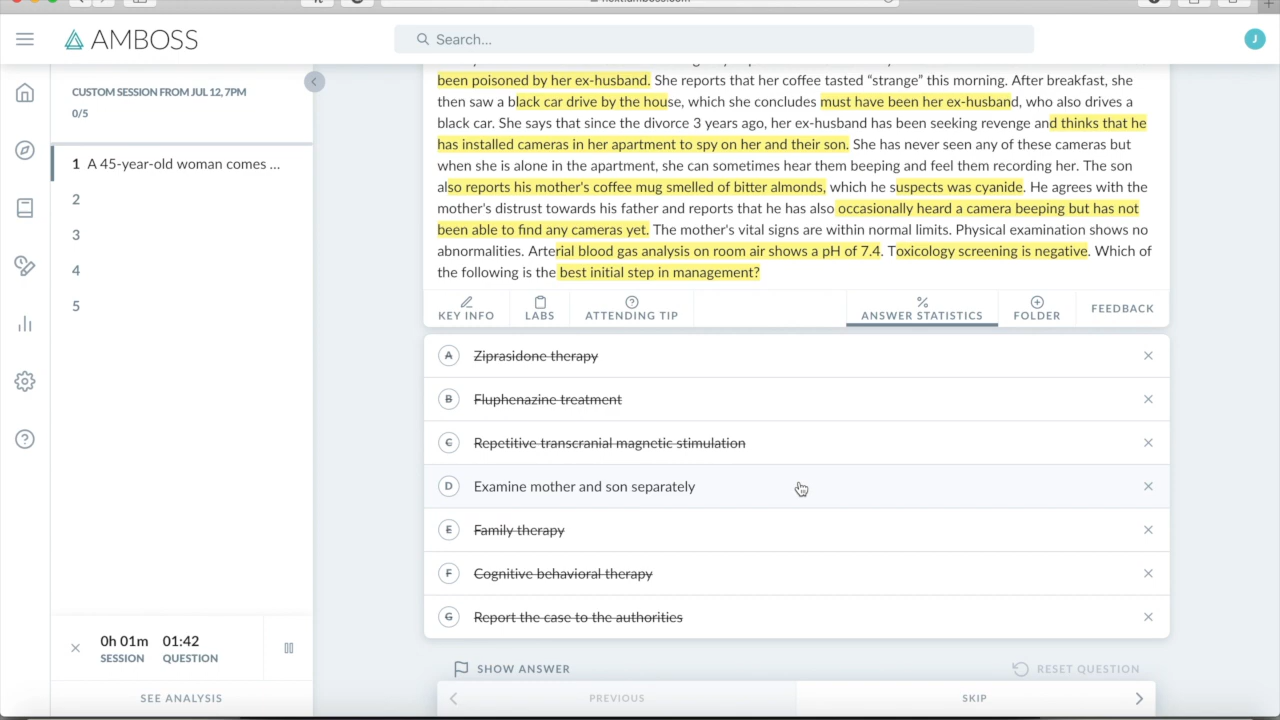 AMBOSS
Search...
J
CUSTOM SESSION FROM JUL 12, 7PM
0/5
1 A 45-year-old woman comes ...
2
3
4
5
been poisoned by her ex-husband. She reports that her coffee tasted “strange” this morning. After breakfast, she
then saw a black car drive by the house, which she concludes must have been her ex-husband, who also drives a
black car. She says that since the divorce 3 years ago, her ex-husband has been seeking revenge and thinks that he
has installed cameras in her apartment to spy on her and their son. She has never seen any of these cameras but
when she is alone in the apartment, she can sometimes hear them beeping and feel them recording her. The son
also reports his mother's coffee mug smelled of bitter almonds, which he suspects was cyanide. He agrees with the
mother's distrust towards his father and reports that he has also occasionally heard a camera beeping but has not
been able to find any cameras yet. The mother's vital signs are within normal limits. Physical examination shows no
abnormalities. Arterial blood gas analysis on room air shows a pH of 7.4. Toxicology screening is negative. Which of
the following is the best initial step in management?
KEY INFO LABS ATTENDING TIP ANSWER STATISTICS FOLDER FEEDBACK
A Ziprasidone therapy
B Fluphenazine treatment
C Repetitive transcranial magnetic stimulation
D Examine mother and son separately
E Family therapy
F Cognitive behavioral therapy
G Report the case to the authorities
0h 01m 01:42
SESSION QUESTION
SEE ANALYSIS
SHOW ANSWER RESET QUESTION
PREVIOUS SKIP